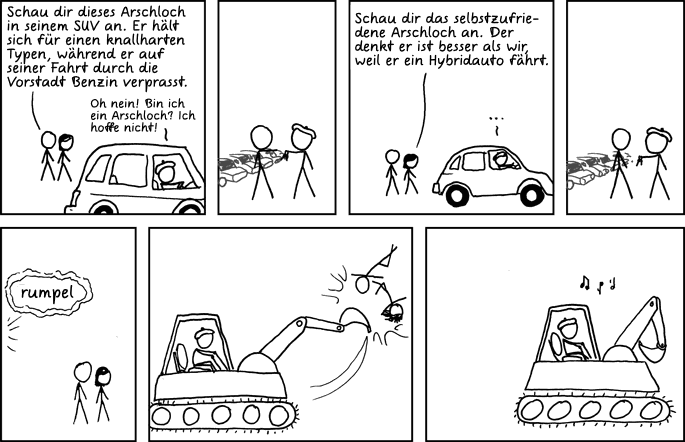 Schau dir dieses Arschloch
in seinem SUV an. Er hält
sich für einen knallharten
Typen, während er auf
seiner Fahrt durch die
Vorstadt Benzin verprasst.
Oh nein! Bin ich
ein Arschloch? Ich
hoffe nicht!
Schau dir das selbstzufrie-
dene Arschloch an. Der
denkt er ist besser als wir,
weil er ein Hybridauto fährt.
...
rumpel